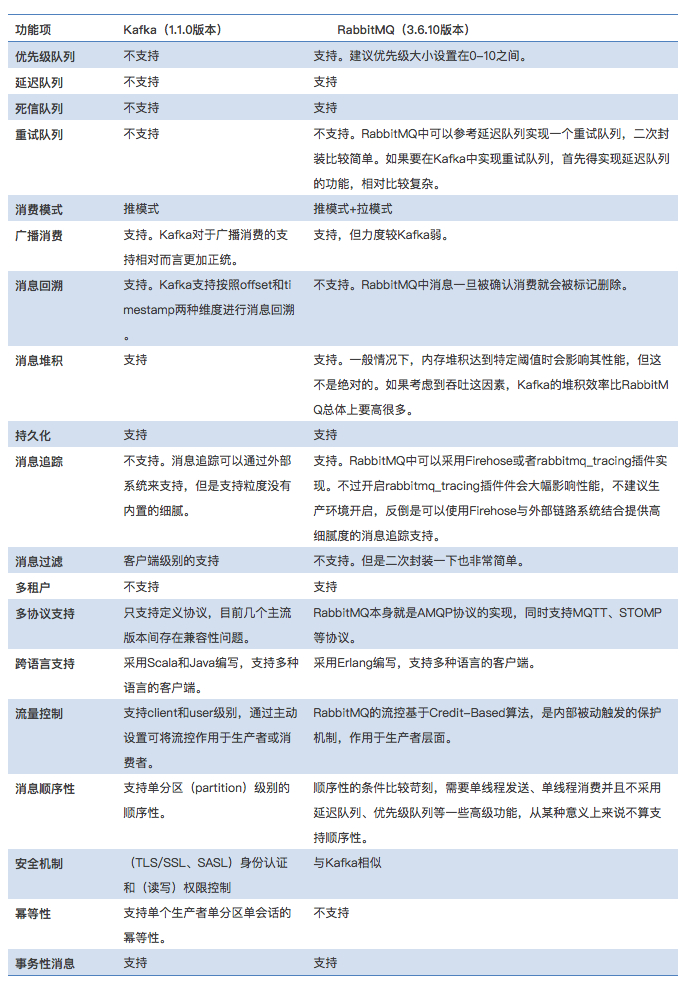 功能项 Kafka（1.1.0版本） RabbitMQ（3.6.10版本）
优先级队列 不支持 支持。建议优先级大小设置在0-10之间。
延迟队列 不支持 支持
死信队列 不支持 支持
重试队列 不支持 不支持。RabbitMQ中可以参考延迟队列实现一个重试队列，二次封
装比较简单。如果要在Kafka中实现重试队列，首先得实现延迟队列
的功能，相对比较复杂。
消费模式 推模式 推模式+拉模式
广播消费 支持。Kafka对于广播消费的支 支持，但力度较Kafka弱。
持相对而言更加正统。
消息回溯 支持。Kafka支持按照offset和ti 不支持。RabbitMQ中消息一旦被确认消费就会被标记删除。
mestamp两种维度进行消息回溯
。
消息堆积 支持 支持。一般情况下，内存堆积达到特定阈值时会影响其性能，但这
不是绝对的。如果考虑到吞吐这因素，Kafka的堆积效率比RabbitM
Q总体上要高很多。
持久化 支持 支持
消息追踪 不支持。消息追踪可以通过外部 支持。RabbitMQ中可以采用Firehose或者rabbitmq_tracing插件实
系统来支持，但是支持粒度没有 现。不过开启rabbitmq_tracing插件件会大幅影响性能，不建议生
内置的细腻。 产环境开启，反倒是可以使用Firehose与外部链路系统结合提供高
细腻度的消息追踪支持。
消息过滤 客户端级别的支持 不支持。但是二次封装一下也非常简单。
多租户 不支持 支持
多协议支持 只支持定义协议，目前几个主流 RabbitMQ本身就是AMQP协议的实现，同时支持MQTT、STOMP
版本间存在兼容性问题。 等协议。
跨语言支持 采用Scala和Java编写，支持多种 采用Erlang编写，支持多种语言的客户端。
语言的客户端。
流量控制 支持client和user级别，通过主动 RabbitMQ的流控基于Credit-Based算法，是内部被动触发的保护
设置可将流控作用于生产者或消 机制，作用于生产者层面。
费者。
消息顺序性 支持单分区（partition）级别的 顺序性的条件比较苛刻，需要单线程发送、单线程消费并且不采用
顺序性。 延迟队列、优先级队列等一些高级功能，从某种意义上来说不算支
持顺序性。
安全机制 （TLS/SSL、SASL）身份认证 与Kafka相似
和（读写）权限控制
幂等性 支持单个生产者单分区单会话的 不支持
幂等性。
事务性消息 支持 支持